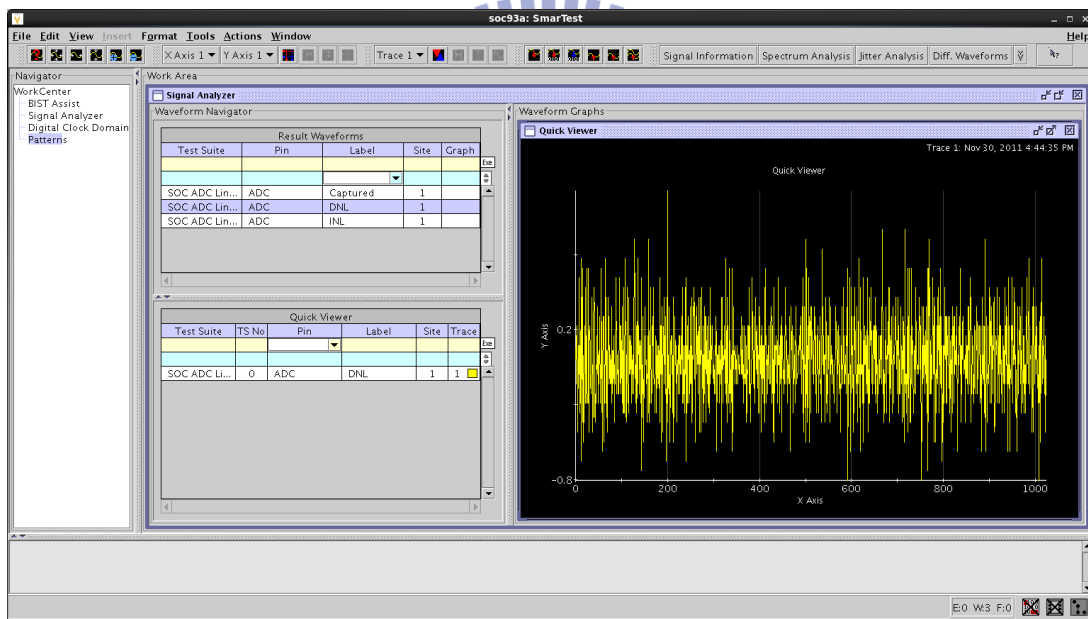 soc93a: SmarTest
File Edit View Insert Format Tools Actions Window Help
X Axis 1 Y Axis 1 Trace 1 Signal Information Spectrum Analysis Jitter Analysis Diff. Waveforms
Navigator
WorkCenter
BIST Assist
Signal Analyzer
Digital Clock Domain
Patterns
Work Area
Signal Analyzer
Waveform Navigator
Result Waveforms
Test Suite Pin Label Site Graph
Exe
SOC ADC Lin... ADC Captured 1
SOC ADC Lin... ADC DNL 1
SOC ADC Lin... ADC INL 1
Quick Viewer
Test Suite TS No Pin Label Site Trace
Exe
SOC ADC Li... 0 ADC DNL 1 1
Waveform Graphs
Quick Viewer
Trace 1: Nov 30, 2011 4:44:35 PM
Quick Viewer
Y Axis
0.2
-0.8
0 200 400 600 800 1000
X Axis
E:0 W:3 F:0